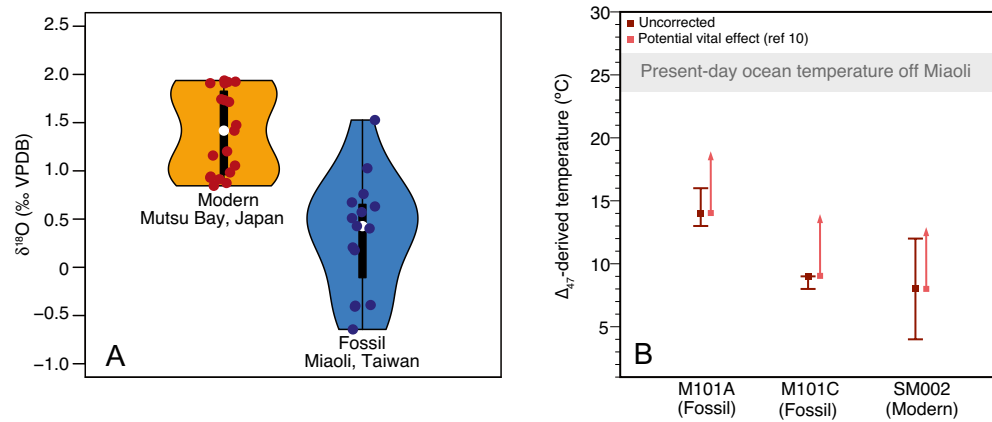 2.5
2.0
1.5
1.0
0.5
0
−0.5
−1.0
δ¹⁸O (‰ VPDB)
Modern
Mutsu Bay, Japan
Fossil
Miaoli, Taiwan
A
30
25
20
15
10
5
Δ₄₇-derived temperature (°C)
Uncorrected
Potential vital effect (ref 10)
Present-day ocean temperature off Miaoli
B
M101A
(Fossil)
M101C
(Fossil)
SM002
(Modern)